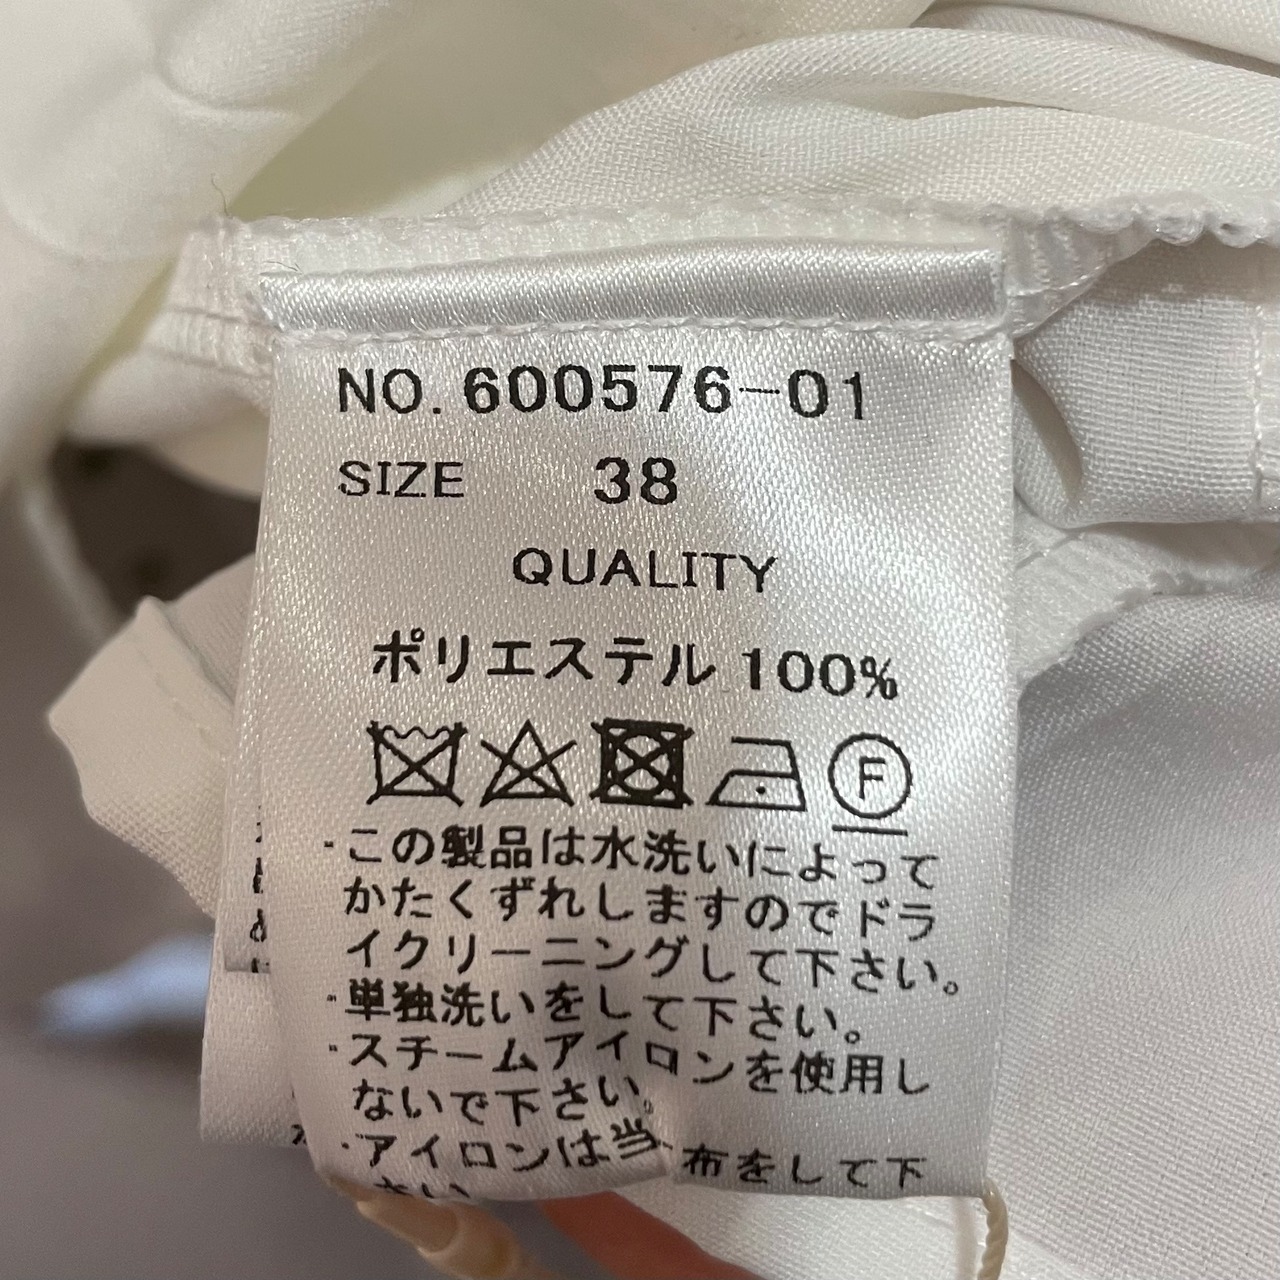 NO. 600576-01
SIZE 38
QUALITY
ポリエステル 100%
F
・この製品は水洗いによって
かたくずれしますのでドラ
イクリーニングして下さい。
・単独洗いをして下さい。
・スチームアイロンを使用し
ないで下さい。
・アイロンは当布をして下
さい